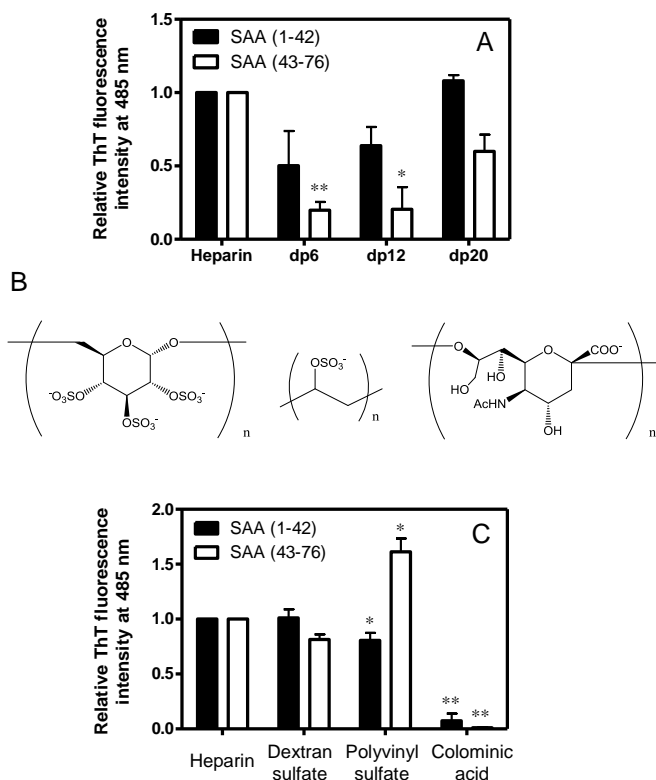 A
SAA (1-42)
SAA (43-76)
Relative ThT fluorescence
intensity at 485 nm
1.5
1.0
0.5
0.0
**
*
Heparin dp6 dp12 dp20
B
O
O
-O3SO
OSO3-
OSO3-
n
OSO3-
n
O
HO
HO
O
COO-
AcHN
OH
n
C
SAA (1-42)
SAA (43-76)
Relative ThT fluorescence
intensity at 485 nm
2.0
1.5
1.0
0.5
0.0
*
*
** **
Heparin Dextran Polyvinyl Colominic
sulfate sulfate acid